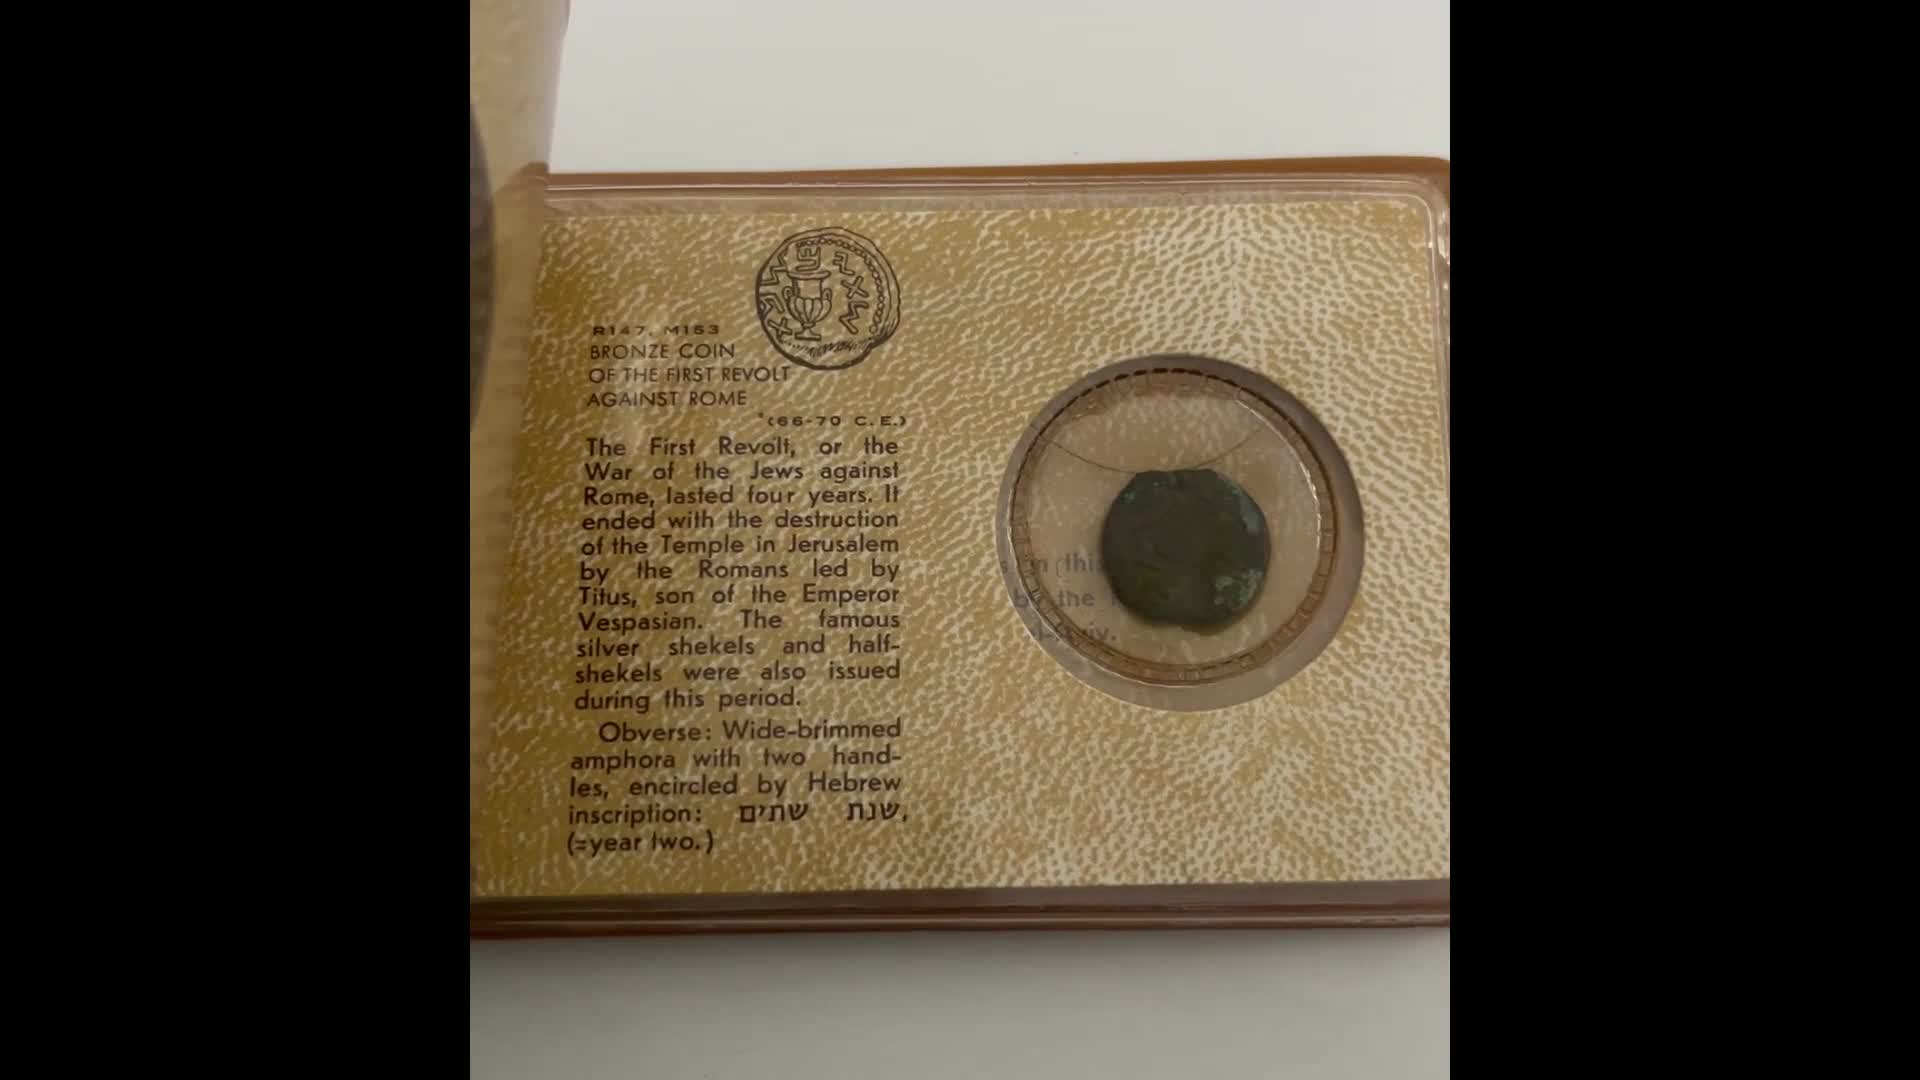 R147, M153
BRONZE COIN
OF THE FIRST REVOLT
AGAINST ROME
(66-70 C.E.)
The First Revolt, or the
War of the Jews against
Rome, lasted four years. It
ended with the destruction
of the Temple in Jerusalem
by the Romans led by
Titus, son of the Emperor
Vespasian. The famous
silver shekels and half-
shekels were also issued
during this period.
Obverse: Wide-brimmed
amphora with two hand-
les, encircled by Hebrew
inscription: שנת שתים,
(=year two.)
this
by the